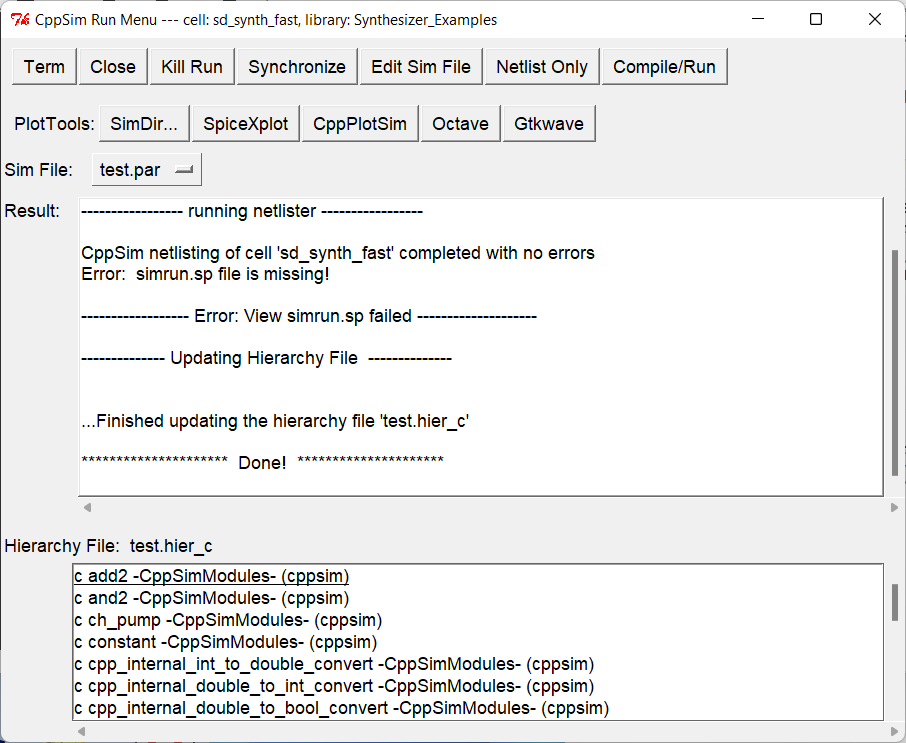 CppSim Run Menu --- cell: sd_synth_fast, library: Synthesizer_Examples
Term Close Kill Run Synchronize Edit Sim File Netlist Only Compile/Run
PlotTools: SimDir... SpiceXplot CppPlotSim Octave Gtkwave
Sim File: test.par
Result: ----------------- running netlister -----------------
CppSim netlisting of cell 'sd_synth_fast' completed with no errors
Error:  simrun.sp file is missing!
------------------ Error: View simrun.sp failed --------------------
-------------- Updating Hierarchy File  --------------
...Finished updating the hierarchy file 'test.hier_c'
*********************  Done!  *********************
Hierarchy File:  test.hier_c
c add2 -CppSimModules- (cppsim)
c and2 -CppSimModules- (cppsim)
c ch_pump -CppSimModules- (cppsim)
c constant -CppSimModules- (cppsim)
c cpp_internal_int_to_double_convert -CppSimModules- (cppsim)
c cpp_internal_double_to_int_convert -CppSimModules- (cppsim)
c cpp_internal_double_to_bool_convert -CppSimModules- (cppsim)